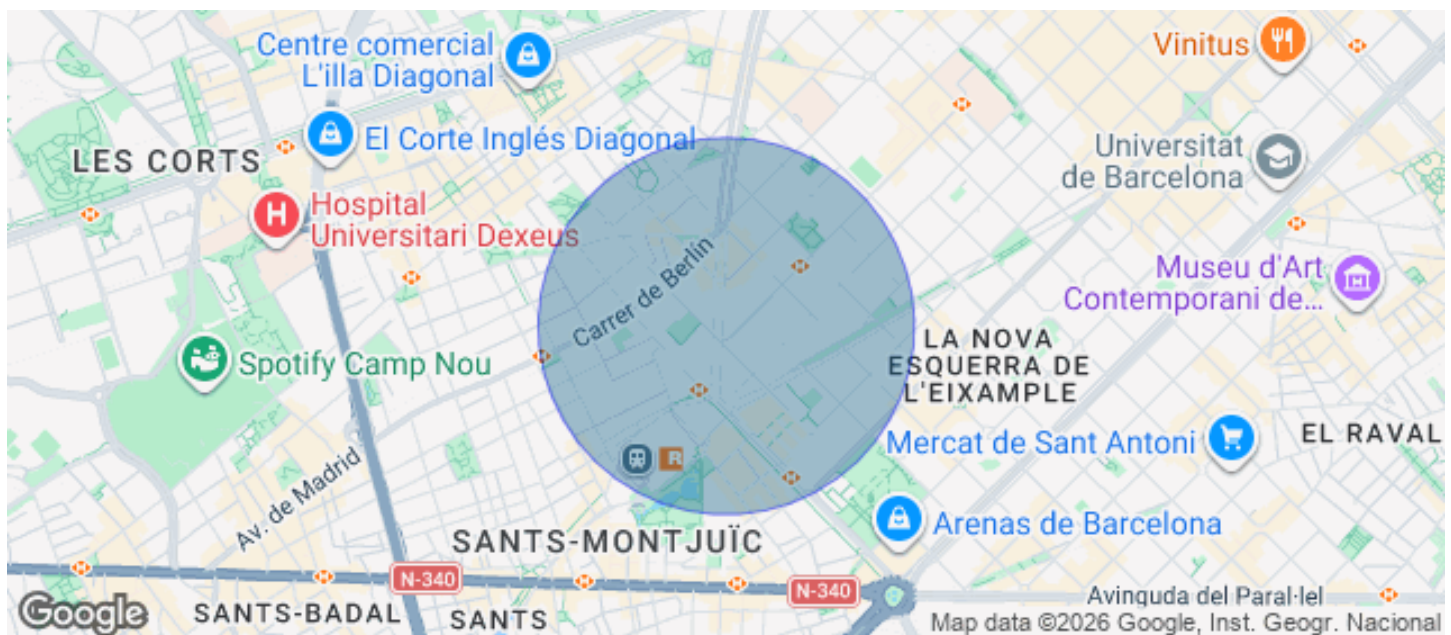 Centre comercial
L'illa Diagonal
Vinitus
El Corte Inglés Diagonal
LES CORTS
Universitat
de Barcelona
Hospital
Universitari Dexeus
H
Carrer de Berlín
Museu d'Art
Contemporani de...
Spotify Camp Nou
LA NOVA
ESQUERRA DE
L'EIXAMPLE
Mercat de Sant Antoni
EL RAVAL
R
Av. de Madrid
Arenas de Barcelona
SANTS-MONTJUÏC
N-340
N-340
Avinguda del Paral·lel
Google
SANTS-BADAL
SANTS
Map data ©2026 Google, Inst. Geogr. Nacional